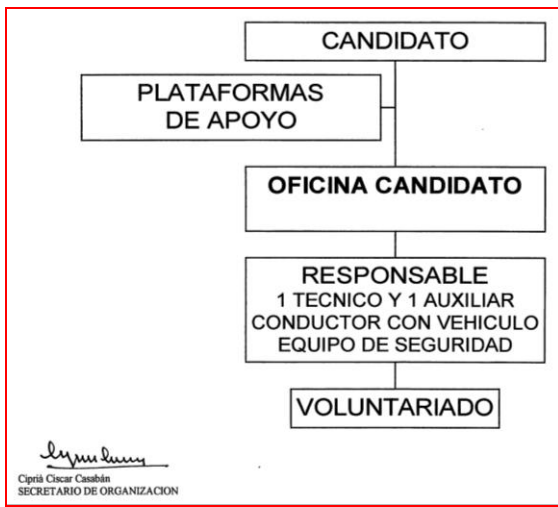 CANDIDATO
PLATAFORMAS
DE APOYO
OFICINA CANDIDATO
RESPONSABLE
1 TECNICO Y 1 AUXILIAR
CONDUCTOR CON VEHICULO
EQUIPO DE SEGURIDAD
VOLUNTARIADO
Ciprià Ciscar Casabán
SECRETARIO DE ORGANIZACION